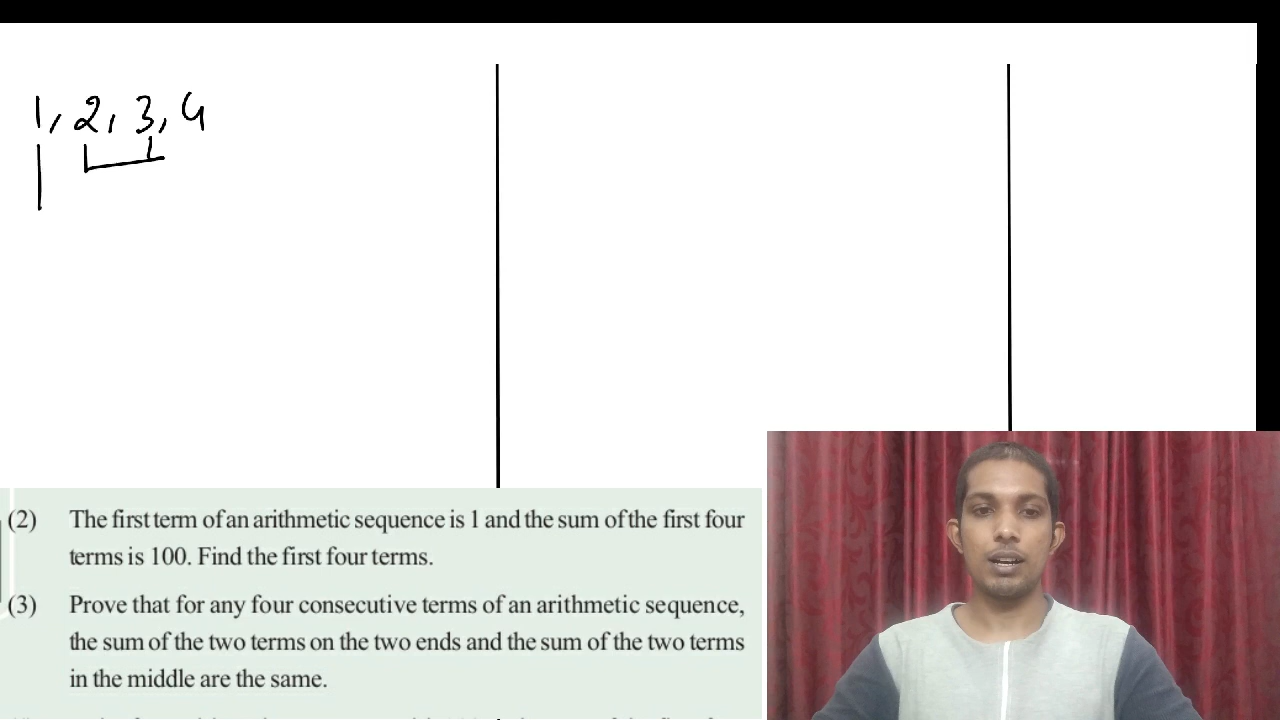 1, 2, 3, 4
(2) The first term of an arithmetic sequence is 1 and the sum of the first four
terms is 100. Find the first four terms.
(3) Prove that for any four consecutive terms of an arithmetic sequence,
the sum of the two terms on the two ends and the sum of the two terms
in the middle are the same.